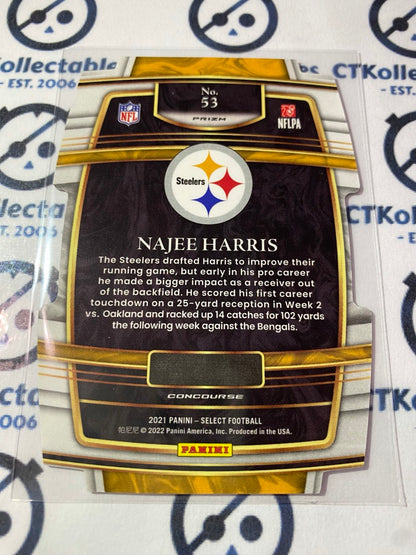 No.
53
PRIZM
NFL
NFLPA
Steelers
NAJEE HARRIS
The Steelers drafted Harris to improve their
running game, but early in his pro career
he made a bigger impact as a receiver out
of the backfield. He scored his first career
touchdown on a 25-yard reception in Week 2
vs. Oakland and racked up 14 catches for 102 yards
the following week against the Bengals.
CONCOURSE
2021 PANINI – SELECT FOOTBALL
帕尼尼 © 2022 Panini America, Inc. Produced in the USA.
PANINI
CTKollectables
- EST. 2006 -